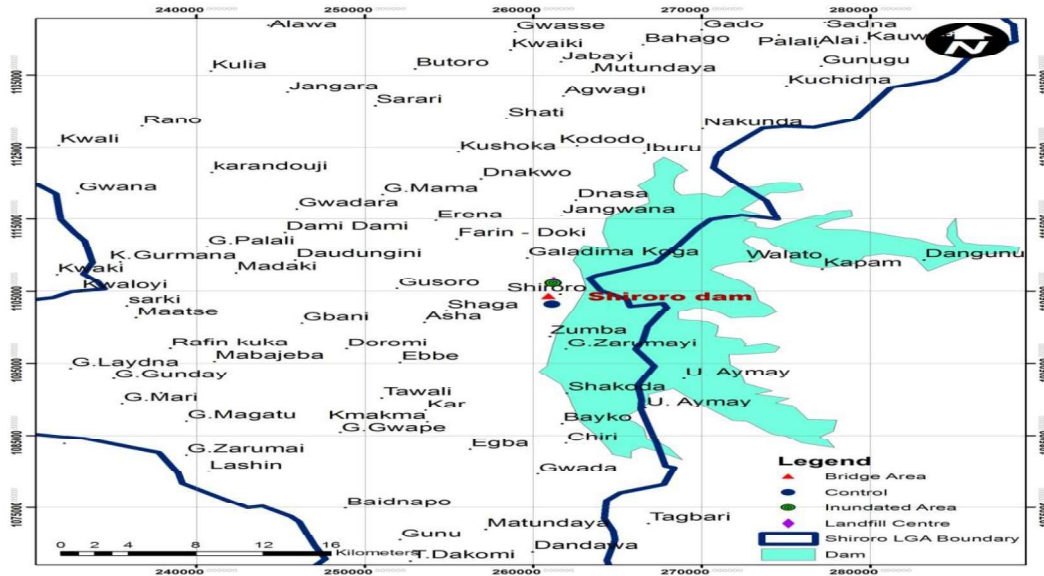 240000 250000 260000 270000 280000
Alawa Gwasse Gado Gadna
Kwaiki Bahago Palali Alai Kauwuri
N
Kulia Butoro Jabayi Gunugu
Mutundaya
Jangara Agwagi Kuchidna
Sarari
Rano Shati Nakunda
Kwali Kushoka Kododo Iburu
karandouji Dnakwo
Gwana G.Mama Dnasa
Gwadara Erena Jangwana
Dami Dami Farin - Doki
G.Palali
K.Gurmana Daudungini Galadima Koga Walato Dangunu
Kwaki Madaki Kapam
Kwaloyi Gusoro Shiroro
sarki Shaga Shiroro dam
Maatse Gbani Asha
Zumba
Rafin kuka Doromi G.Zarumayi
G.Laydna Mabajeba Ebbe
G.Gunday U. Aymay
G.Mari Tawali Shakoda
Kar U. Aymay
G.Magatu Kmakma Bayko
G.Gwape
G.Zarumai Egba Chiri
Lashin Gwada
Baidnapo
Matundaya Tagbari
Gunu
T.Dakomi Dandawa
Legend
Bridge Area
Control
Inundated Area
Landfill Centre
Shiroro LGA Boundary
Dam
0 2 4 8 12 16
Kilometers
240000 250000 260000 270000 280000